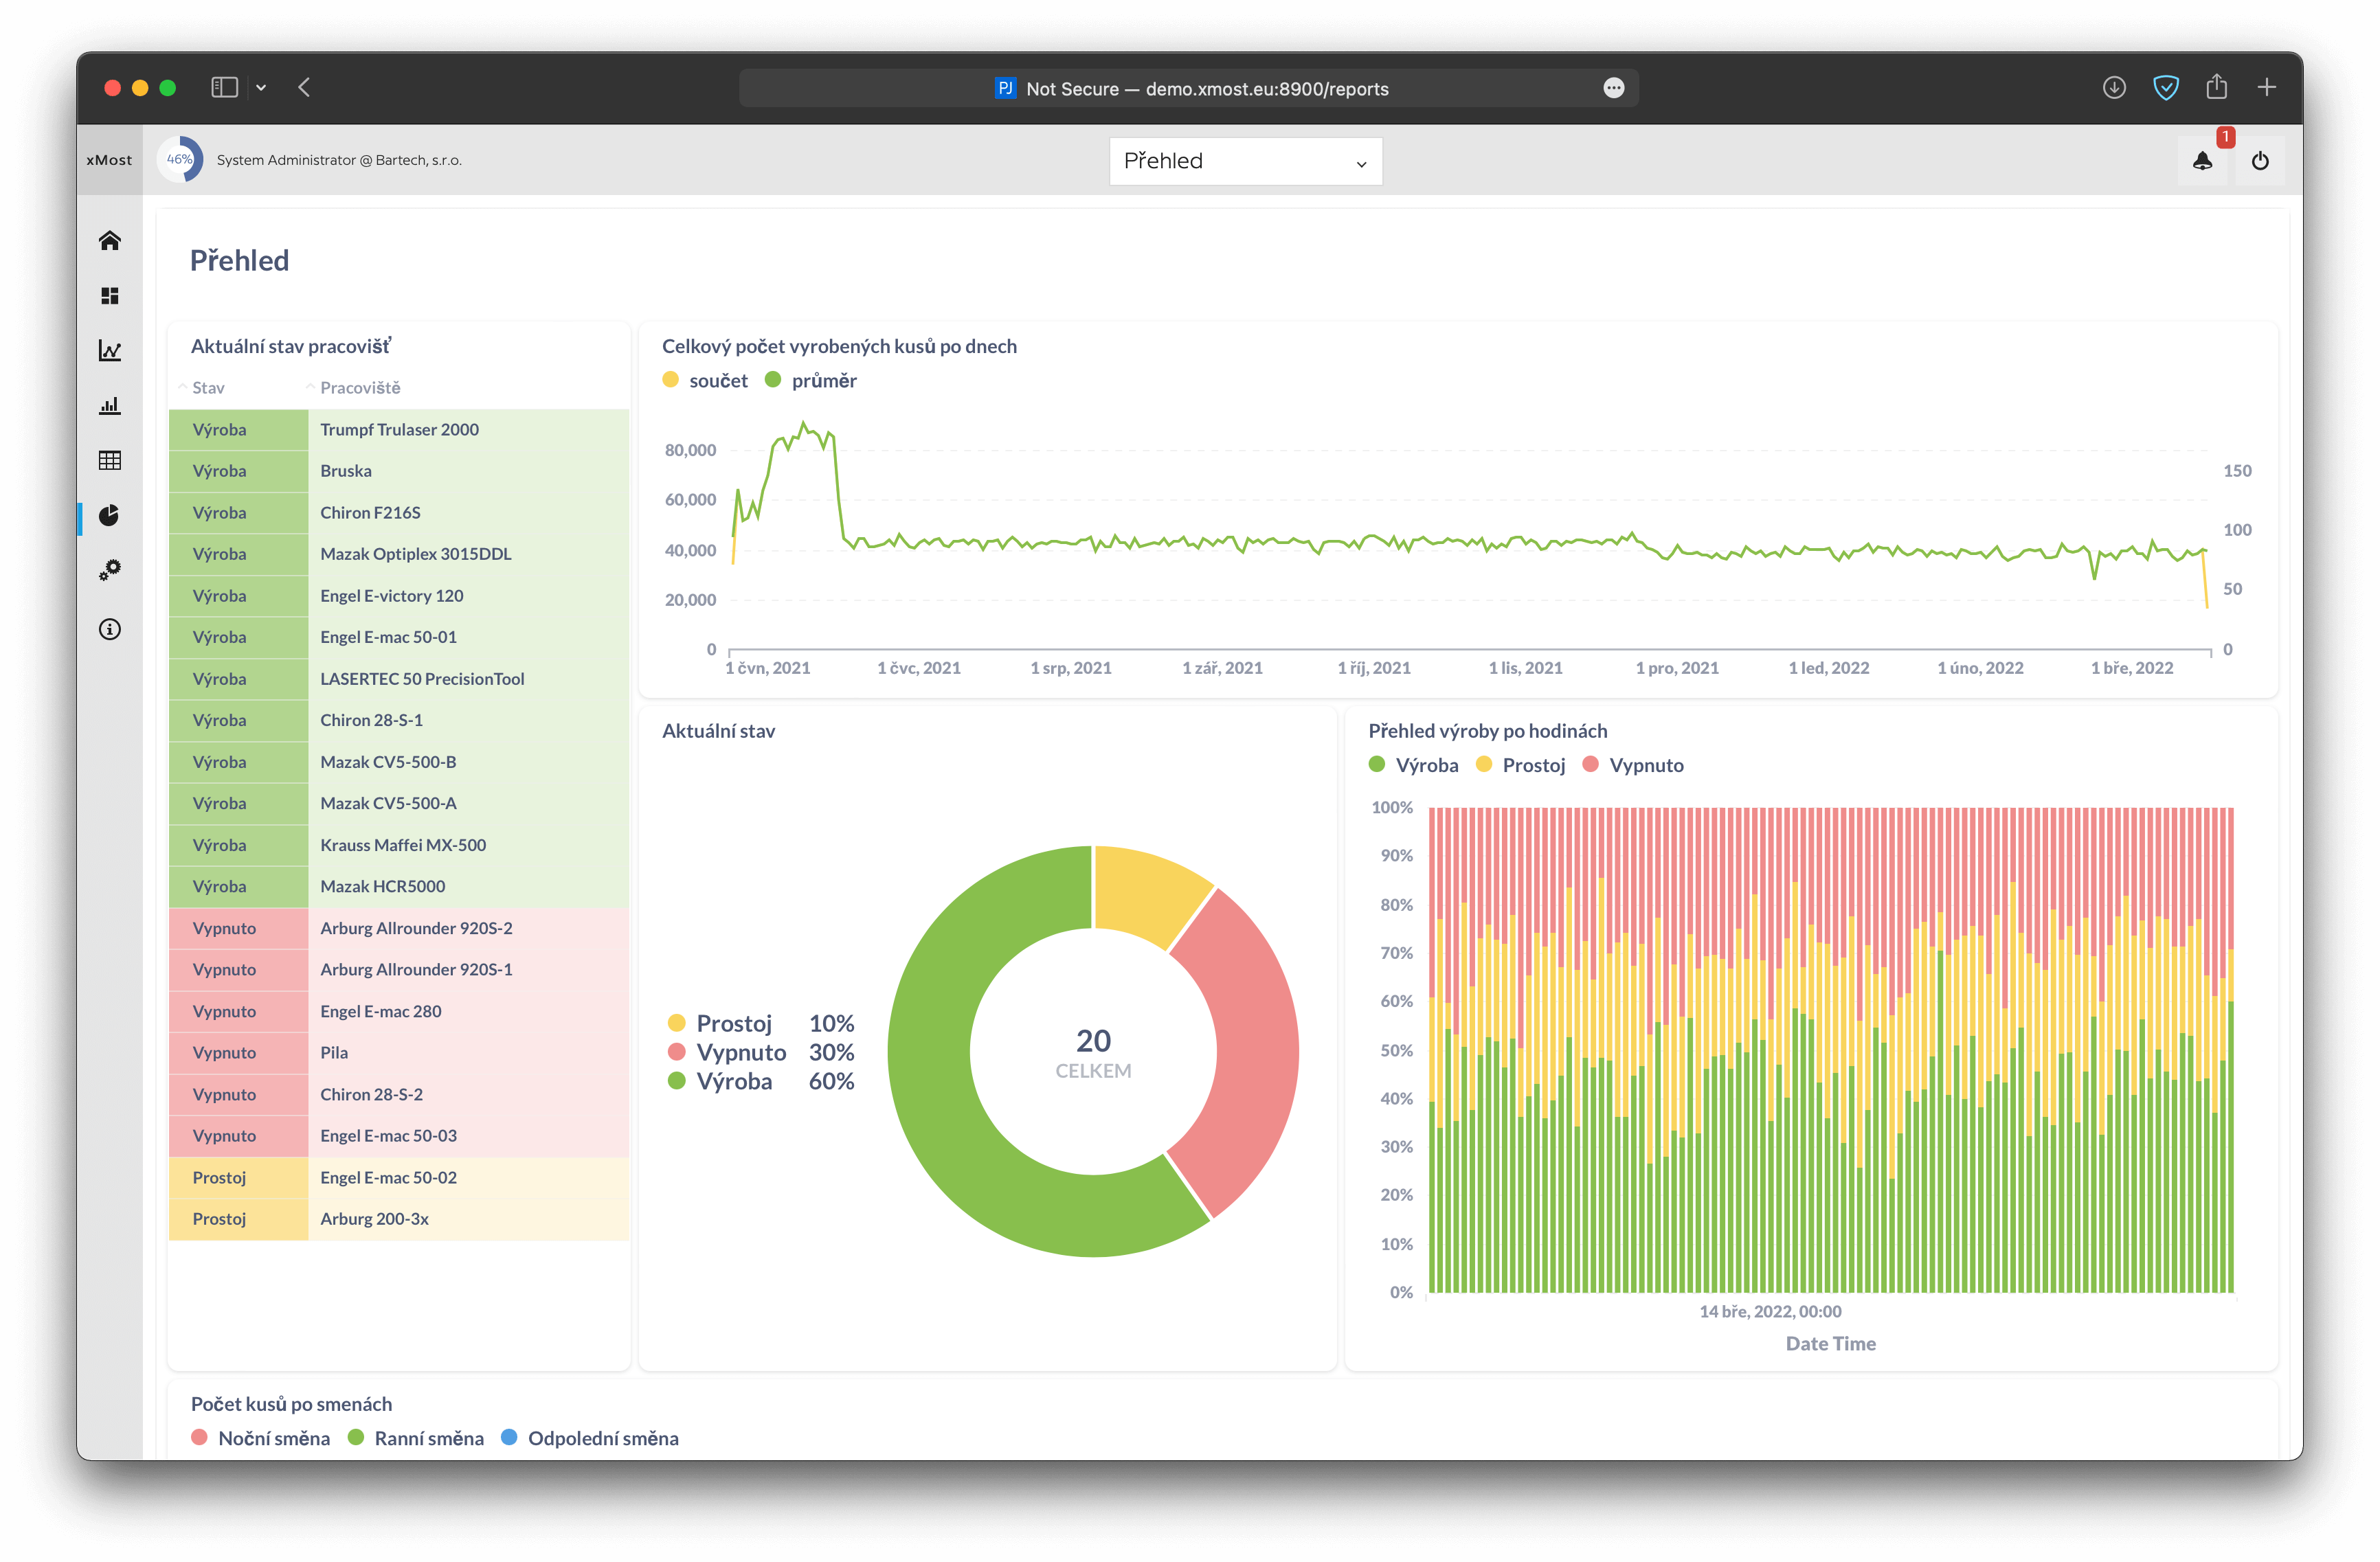 PJ Not Secure — demo.xmost.eu:8900/reports
xMost
46%
System Administrator @ Bartech, s.r.o.
Přehled
1
Přehled
Aktuální stav pracovišť
Stav Pracoviště
Výroba Trumpf Trulaser 2000
Výroba Bruska
Výroba Chiron F216S
Výroba Mazak Optiplex 3015DDL
Výroba Engel E-victory 120
Výroba Engel E-mac 50-01
Výroba LASERTEC 50 PrecisionTool
Výroba Chiron 28-S-1
Výroba Mazak CV5-500-B
Výroba Mazak CV5-500-A
Výroba Krauss Maffei MX-500
Výroba Mazak HCR5000
Vypnuto Arburg Allrounder 920S-2
Vypnuto Arburg Allrounder 920S-1
Vypnuto Engel E-mac 280
Vypnuto Pila
Vypnuto Chiron 28-S-2
Vypnuto Engel E-mac 50-03
Prostoj Engel E-mac 50-02
Prostoj Arburg 200-3x
Celkový počet vyrobených kusů po dnech
součet průměr
80,000
60,000
40,000
20,000
0
150
100
50
0
1 čvn, 2021 1 čvc, 2021 1 srp, 2021 1 zář, 2021 1 říj, 2021 1 lis, 2021 1 pro, 2021 1 led, 2022 1 úno, 2022 1 bře, 2022
Aktuální stav
Prostoj 10%
Vypnuto 30%
Výroba 60%
20
CELKEM
Přehled výroby po hodinách
Výroba Prostoj Vypnuto
100%
90%
80%
70%
60%
50%
40%
30%
20%
10%
0%
14 bře, 2022, 00:00
Date Time
Počet kusů po smenách
Noční směna Ranní směna Odpolední směna